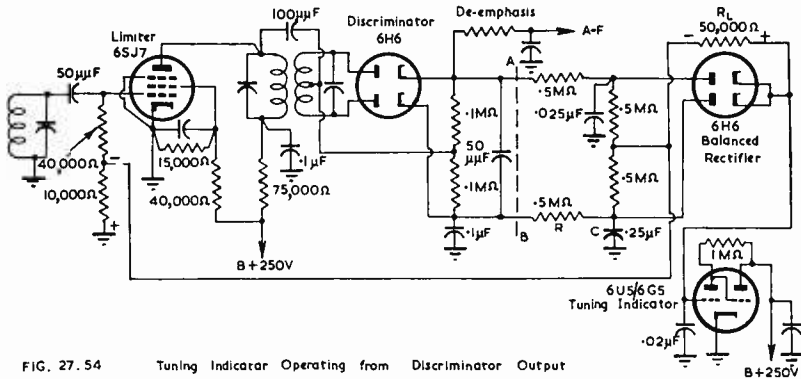 Limiter
6SJ7
50μμF
40,000Ω
10,000Ω
-
+
15,000Ω
40,000Ω
100μμF
·1μF
75,000Ω
B+250V
Discriminator
6H6
De-emphasis
A-F
A
·1MΩ
50
μμF
·1MΩ
·1μF
B
·5MΩ
·025μF
·5MΩ
·5MΩ
·5MΩ
R
C
·25μF
RL
50,000Ω
-
+
6H6
Balanced
Rectifier
1MΩ
6U5/6G5
Tuning Indicator
·02μF
B+250V
FIG. 27.54 Tuning Indicatar Operating from Discriminator Output